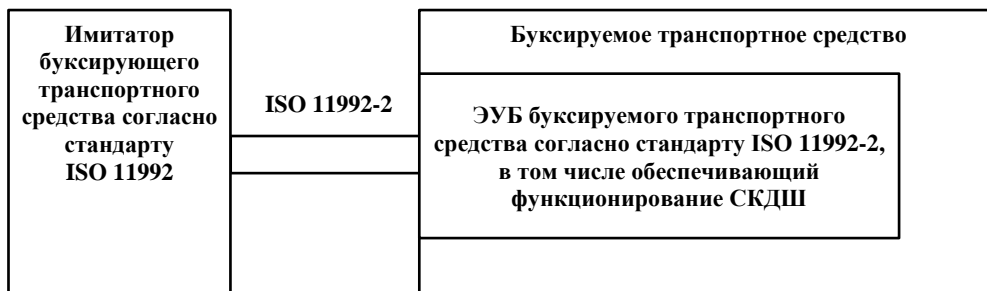 Имитатор
буксирующего
транспортного
средства согласно
стандарту
ISO 11992
ISO 11992-2
Буксируемое транспортное средство
ЭУБ буксируемого транспортного
средства согласно стандарту ISO 11992-2,
в том числе обеспечивающий
функционирование СКДШ